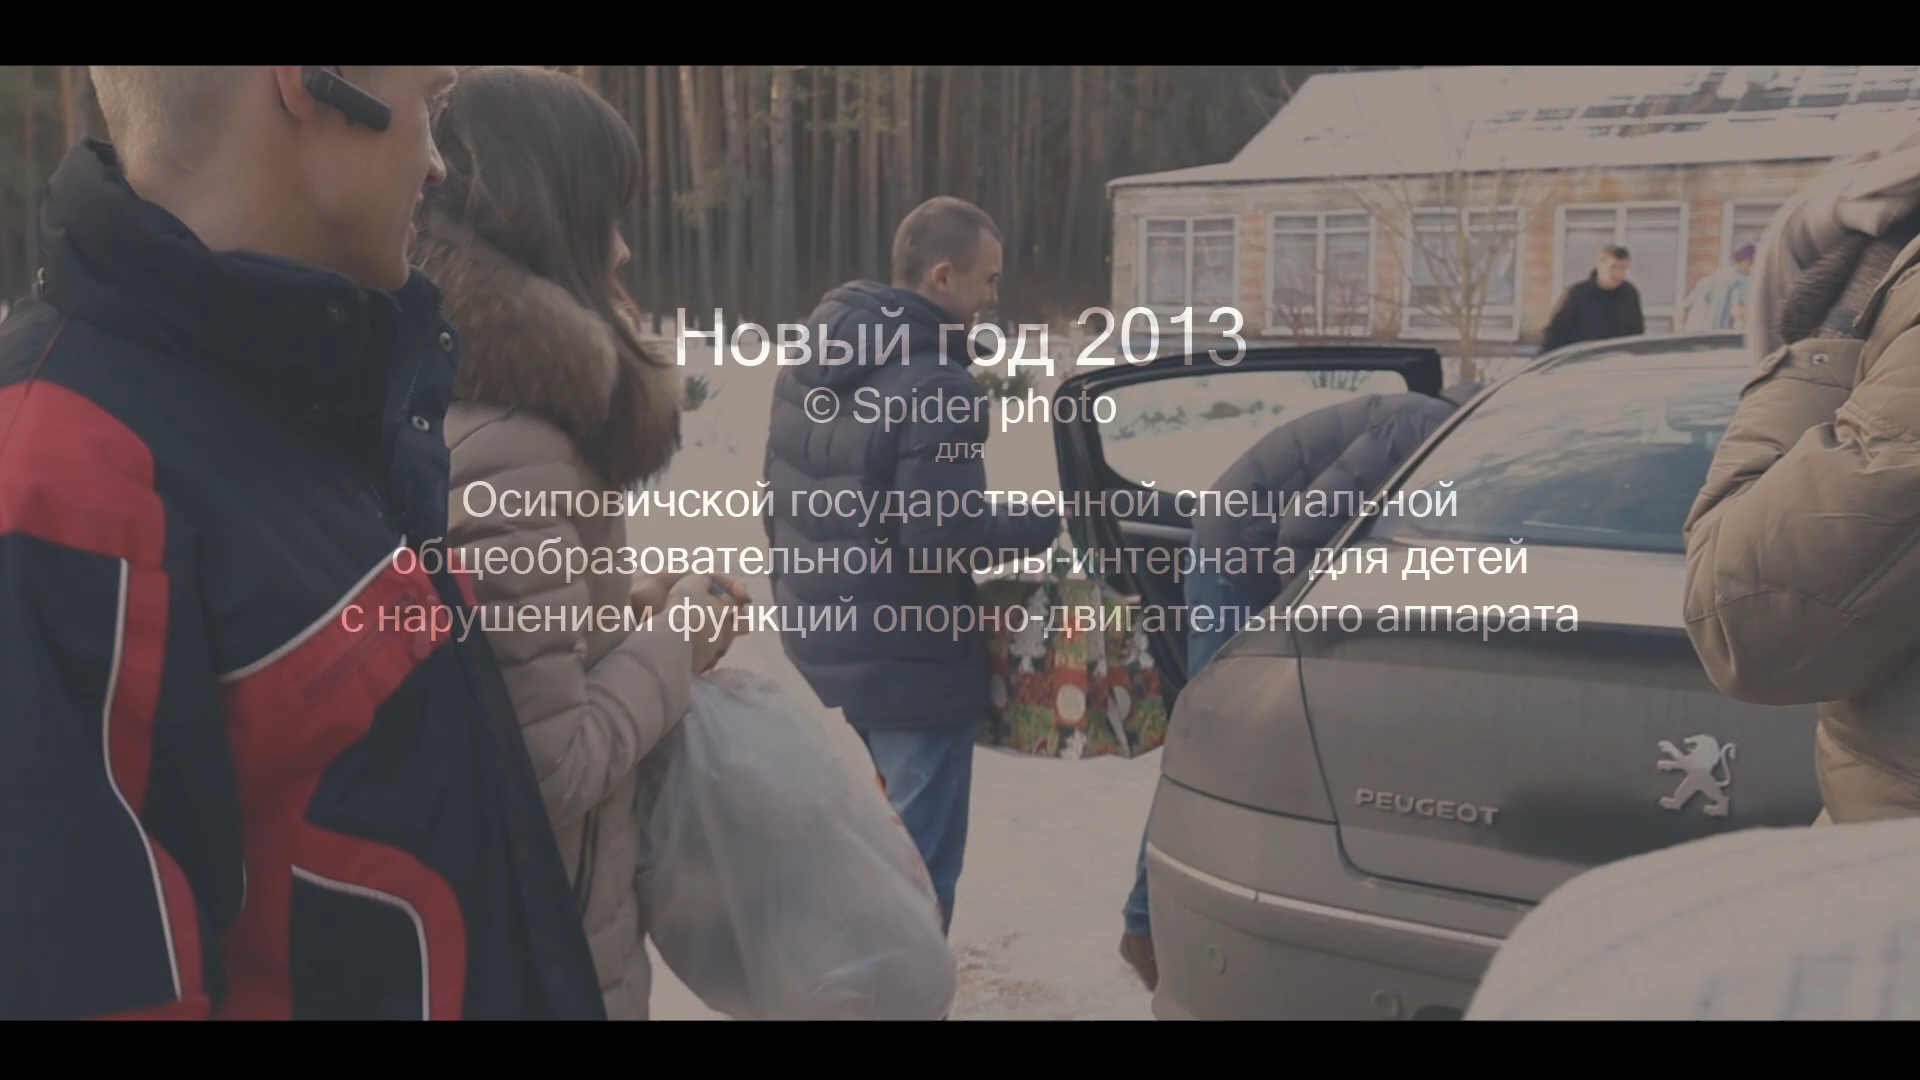 Новый год 2013
© Spider photo
для
Осиповичской государственной специальной
общеобразовательной школы-интерната для детей
с нарушением функций опорно-двигательного аппарата
PEUGEOT